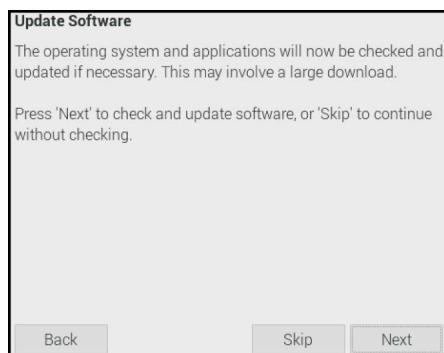 Update Software
The operating system and applications will now be checked and
updated if necessary. This may involve a large download.
Press 'Next' to check and update software, or 'Skip' to continue
without checking.
Back
Skip
Next